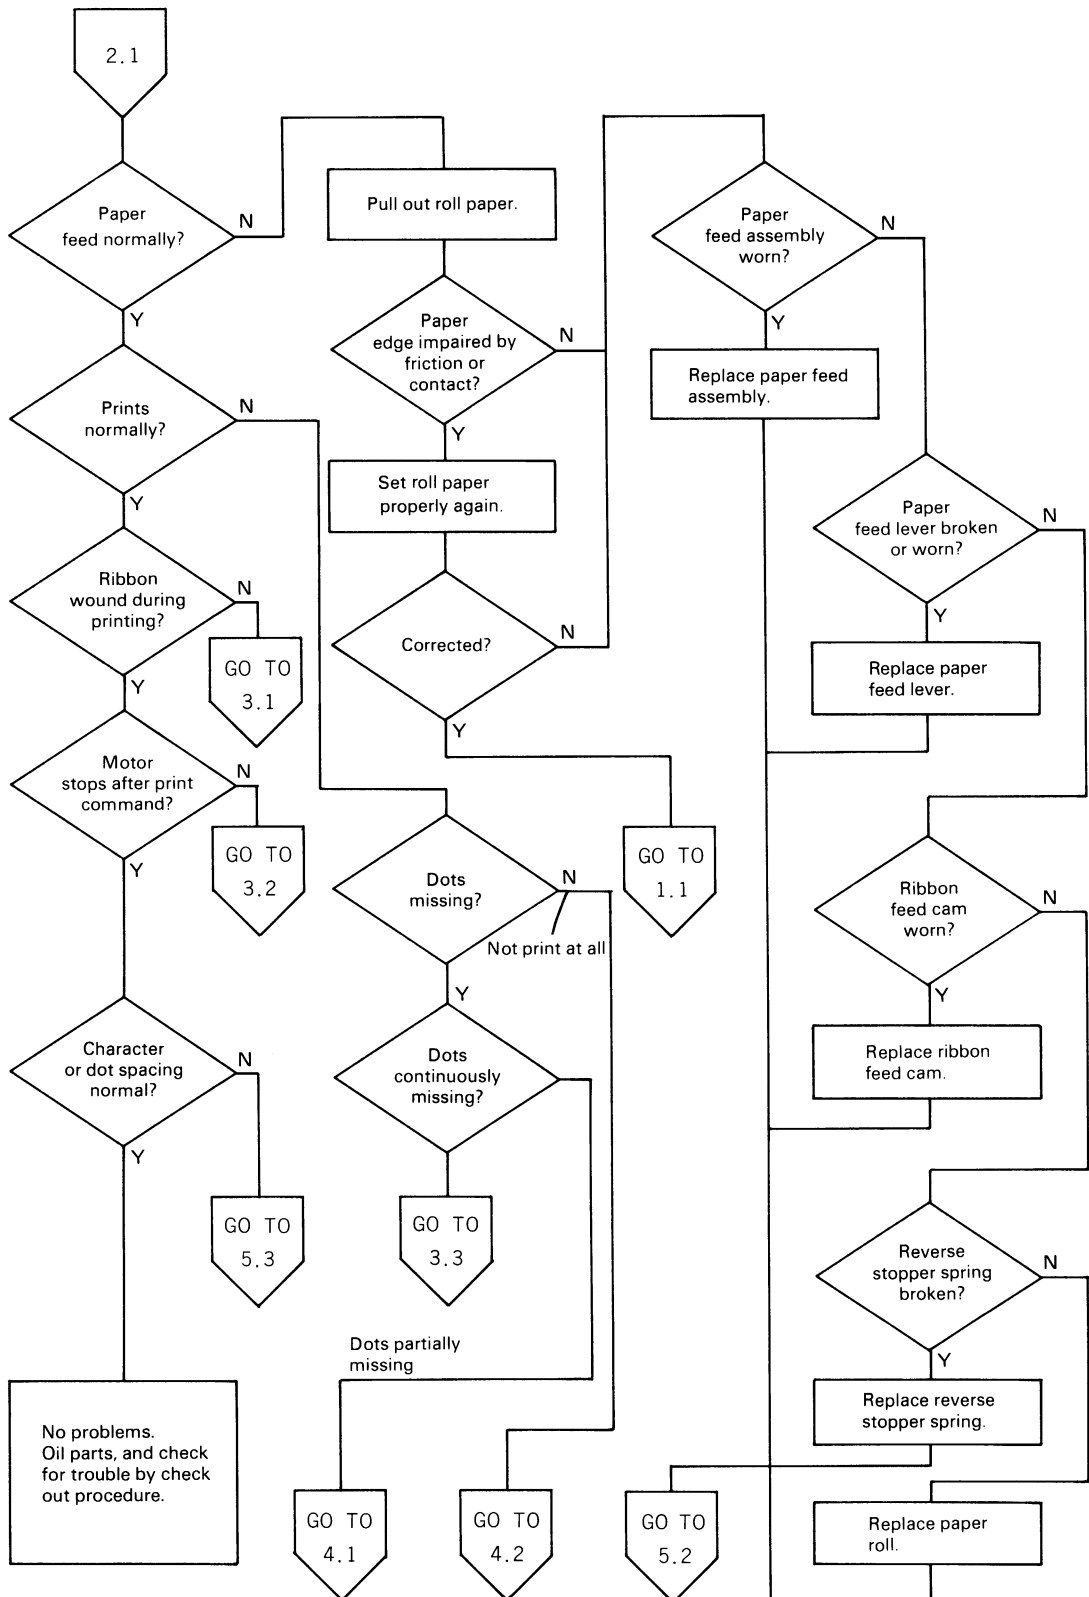 2.1
Paper
feed normally?
N
Y
Prints
normally?
N
Y
Ribbon
wound during
printing?
N
Y
GO TO
3.1
Motor
stops after print
command?
N
Y
GO TO
3.2
Character
or dot spacing
normal?
N
Y
GO TO
5.3
No problems.
Oil parts, and check
for trouble by check
out procedure.
Pull out roll paper.
Paper
edge impaired by
friction or
contact?
N
Y
Set roll paper
properly again.
Corrected?
N
Y
GO TO
1.1
Dots
missing?
N
Not print at all
Y
Dots
continuously
missing?
GO TO
3.3
Dots partially
missing
GO TO
4.1
GO TO
4.2
Paper
feed assembly
worn?
N
Y
Replace paper feed
assembly.
Paper
feed lever broken
or worn?
N
Y
Replace paper
feed lever.
Ribbon
feed cam
worn?
N
Y
Replace ribbon
feed cam.
Reverse
stopper spring
broken?
N
Y
Replace reverse
stopper spring.
GO TO
5.2
Replace paper
roll.